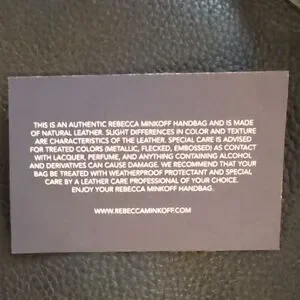 THIS IS AN AUTHENTIC REBECCA MINKOFF HANDBAG AND IS MADE
OF NATURAL LEATHER. SLIGHT DIFFERENCES IN COLOR AND TEXTURE
ARE CHARACTERISTICS OF THE LEATHER. SPECIAL CARE IS ADVISED
FOR TREATED COLORS (METALLIC, FLECKED, EMBOSSED) AS CONTACT
WITH LACQUER, PERFUME, AND ANYTHING CONTAINING ALCOHOL
AND DERIVATIVES CAN CAUSE DAMAGE. WE RECOMMEND THAT YOUR
BAG BE TREATED WITH WEATHERPROOF PROTECTANT AND SPECIAL
CARE BY A LEATHER CARE PROFESSIONAL OF YOUR CHOICE.
ENJOY YOUR REBECCA MINKOFF HANDBAG.
WWW.REBECCAMINKOFF.COM